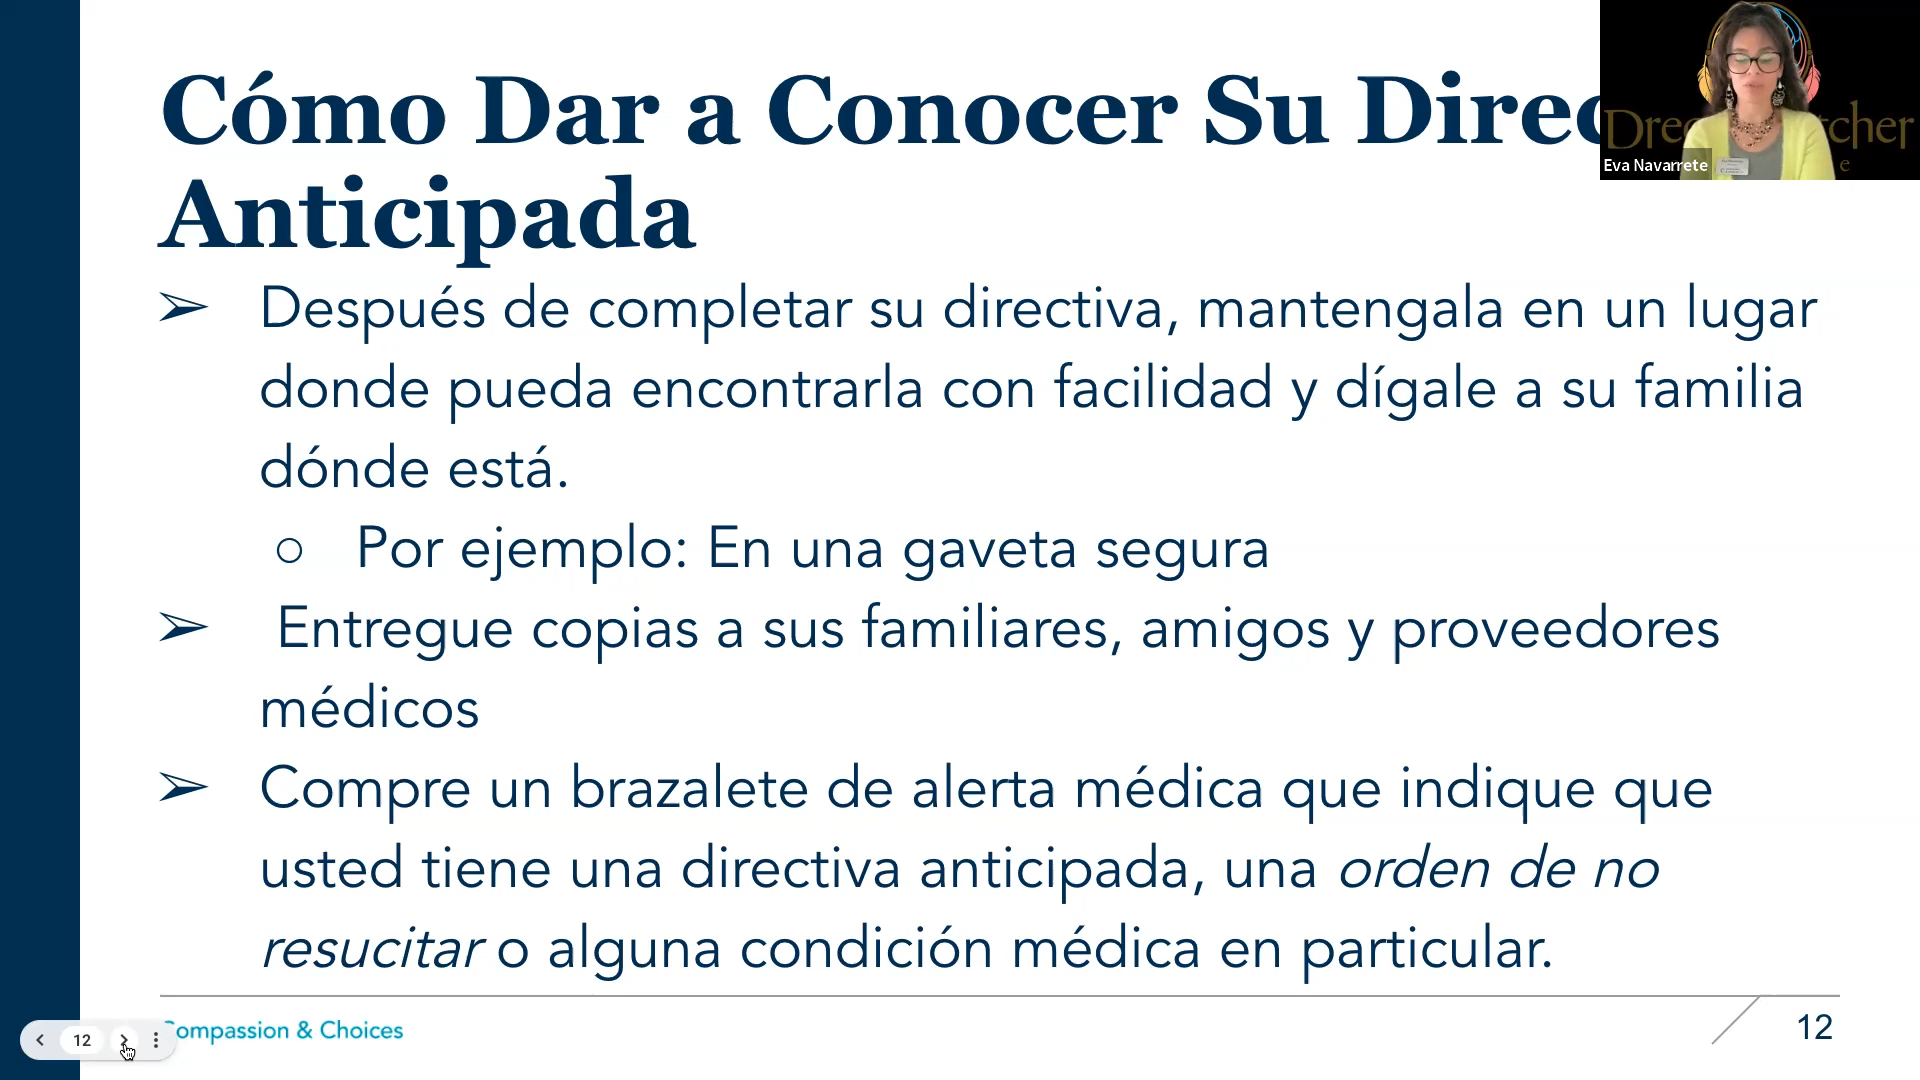 Cómo Dar a Conocer Su Direc
Anticipada
➢ Después de completar su directiva, mantengala en un lugar
donde pueda encontrarla con facilidad y dígale a su familia
dónde está.
○ Por ejemplo: En una gaveta segura
➢ Entregue copias a sus familiares, amigos y proveedores
médicos
➢ Compre un brazalete de alerta médica que indique que
usted tiene una directiva anticipada, una orden de no
resucitar o alguna condición médica en particular.
Eva Navarrete
12
ompassion & Choices
12